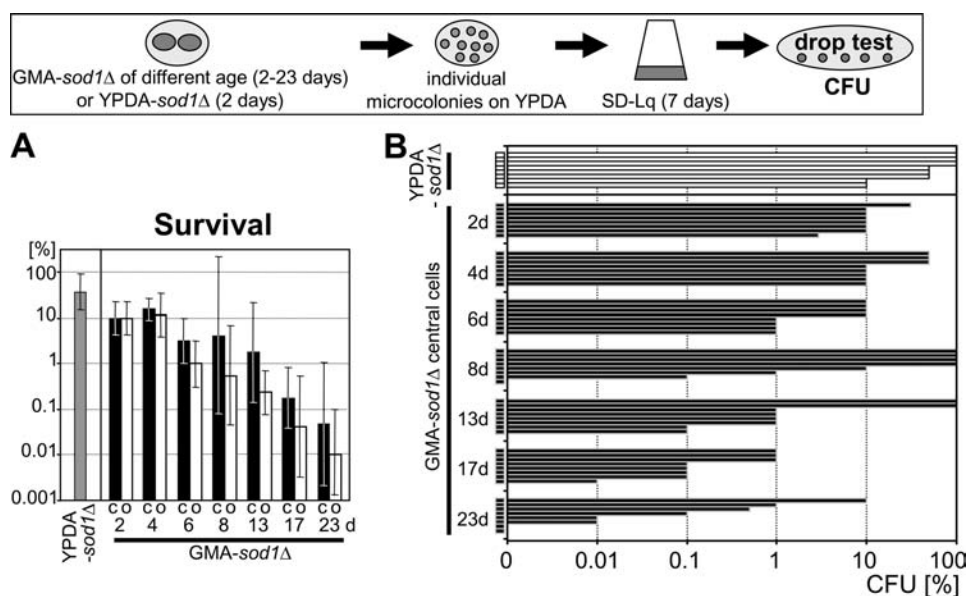 drop test
GMA-sod1Δ of different age (2-23 days)
or YPDA-sod1Δ (2 days)
individual
microcolonies on YPDA
SD-Lq (7 days)
CFU
A
Survival
[%]
100
10
1
0.1
0.01
0.001
YPDA
-sod1Δ
c o c o c o c o c o c o c o
2 4 6 8 13 17 23 d
GMA-sod1Δ
B
YPDA
-sod1Δ
GMA-sod1Δ central cells
2d
4d
6d
8d
13d
17d
23d
0 0.01 0.1 1 10 100
CFU [%]